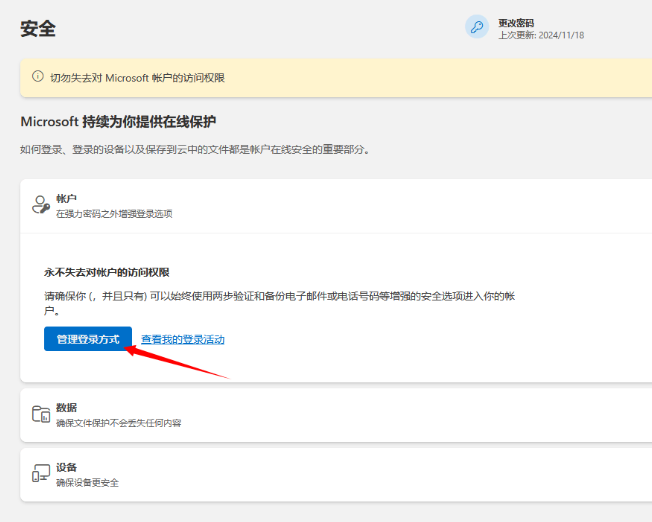 安全
更改密码
上次更新: 2024/11/18
切勿失去对 Microsoft 帐户的访问权限
Microsoft 持续为你提供在线保护
如何登录、登录的设备以及保存到云中的文件都是帐户在线安全的重要部分。
帐户
在强力密码之外增强登录选项
永不失去对帐户的访问权限
请确保你 (，并且只有) 可以始终使用两步验证和备份电子邮件或电话号码等增强的安全选项进入你的帐
户。
管理登录方式 查看我的登录活动
数据
确保文件保护不会丢失任何内容
设备
确保设备更安全